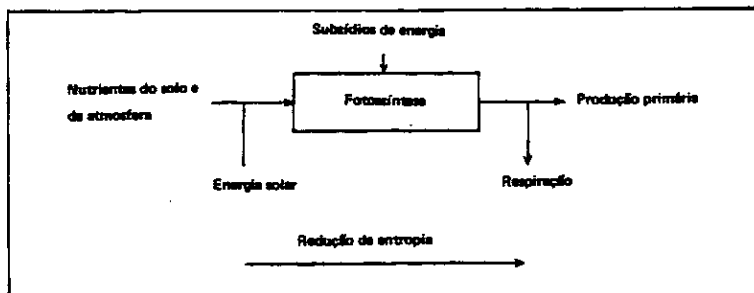 Subsídios de energia
Nutrientes do solo e
da atmosfera
Fotossíntese
Produção primária
Energia solar
Respiração
Redução de entropia